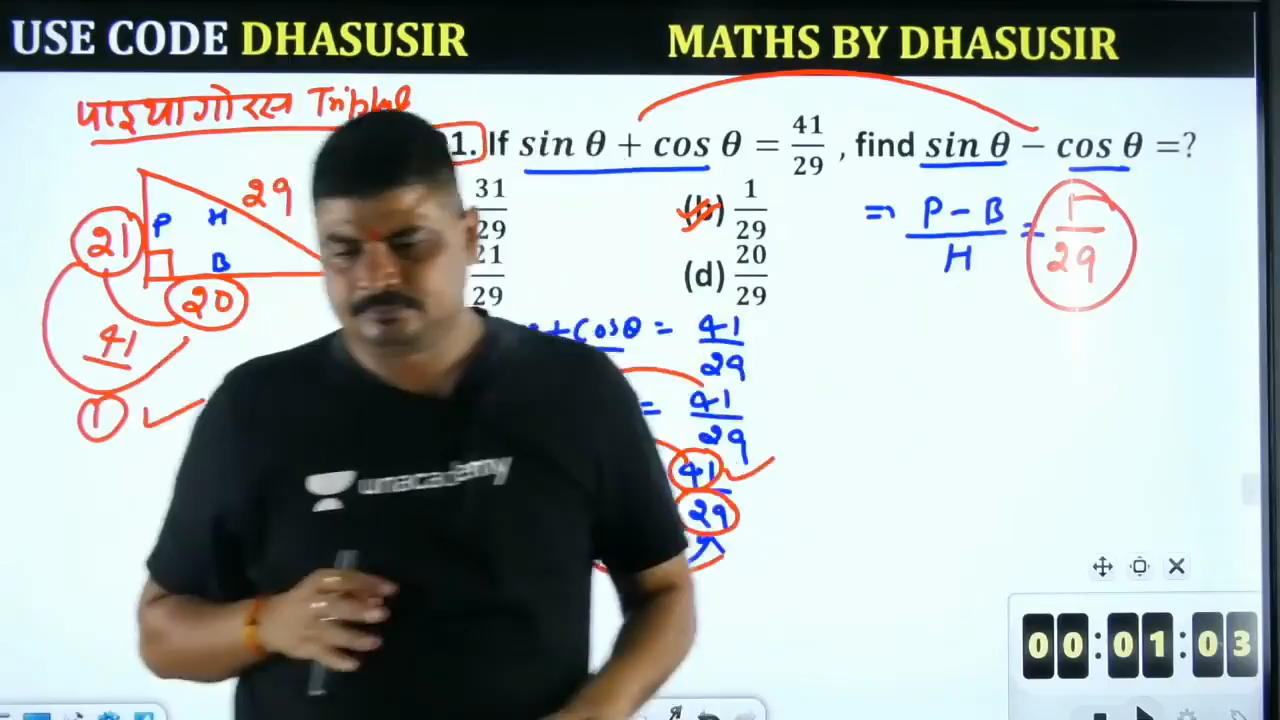 USE CODE DHASUSIR
MATHS BY DHASUSIR
पाइथागोरस Triplet
1. If sin θ + cos θ = 41/29 , find sin θ − cos θ =?
31/29
(b) 1/29
21/29
(d) 20/29
⇒ P − B / H = 1/29
29
21
P
H
B
20
41
1
+cosθ = 41/29
= 41/29
41/29
unacademy
00:01:03